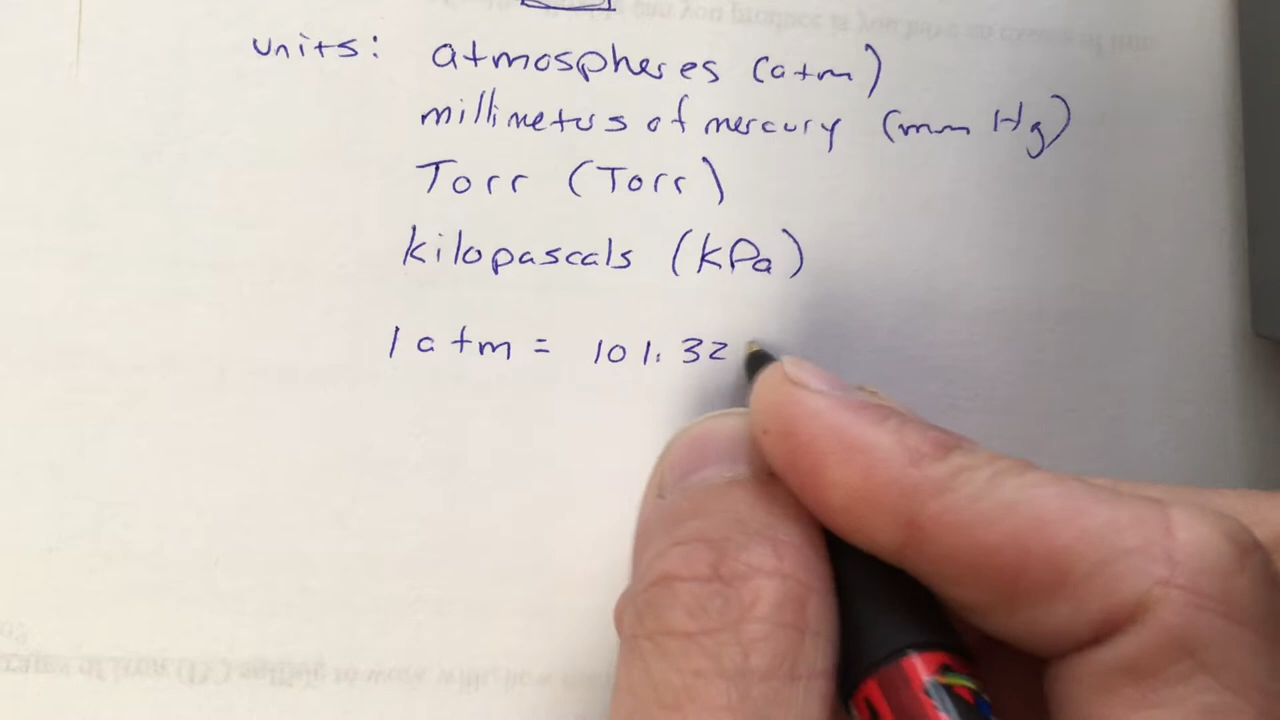 units: atmospheres (atm)
millimeters of mercury (mm Hg)
Torr (Torr)
kilopascals (kPa)
1 atm = 101.32